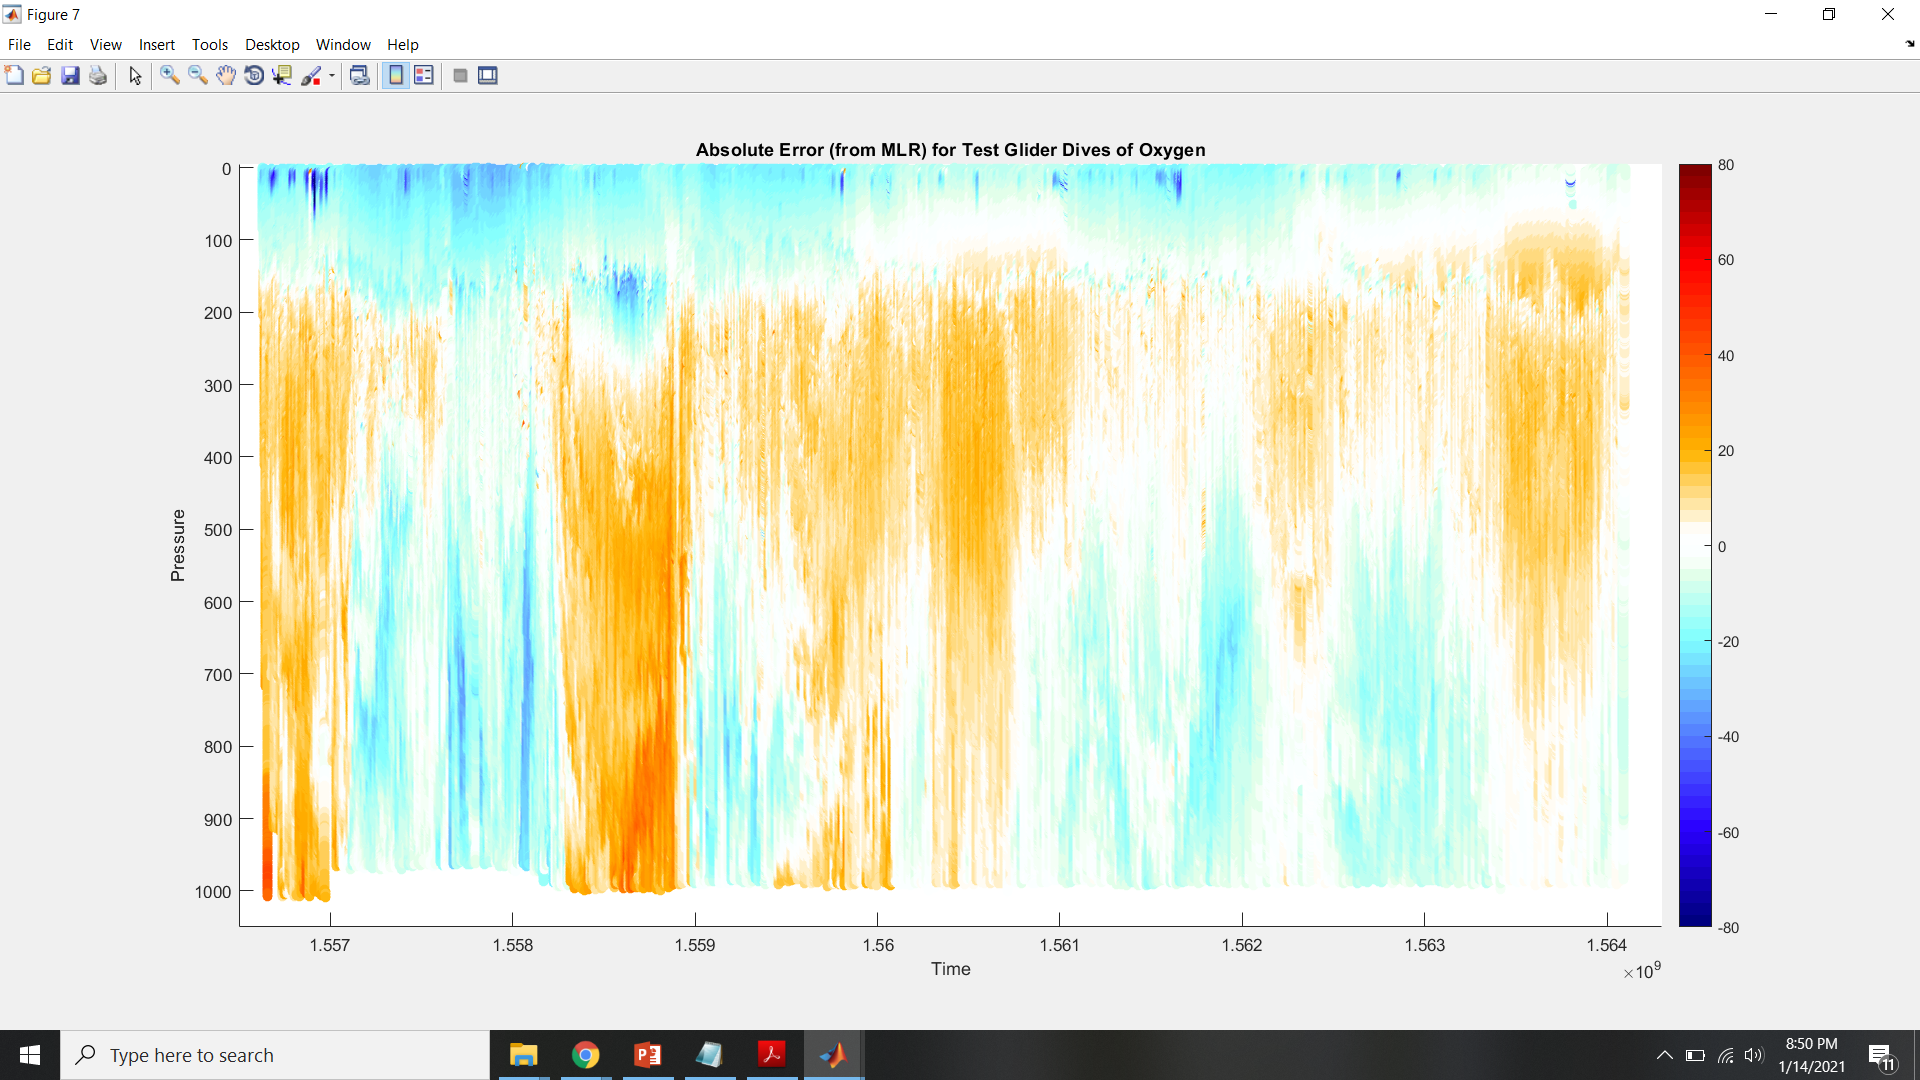 Figure 7
File Edit View Insert Tools Desktop Window Help
Absolute Error (from MLR) for Test Glider Dives of Oxygen
0
100
200
300
400
500
600
700
800
900
1000
Pressure
1.557 1.558 1.559 1.56 1.561 1.562 1.563 1.564
×10⁹
Time
80
60
40
20
0
-20
-40
-60
-80
Type here to search
8:50 PM
1/14/2021
11